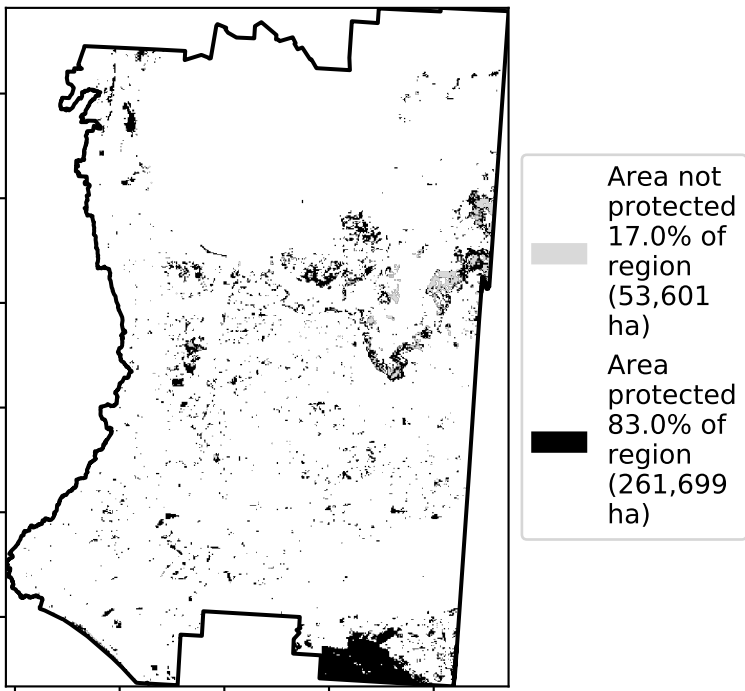 Area not
protected
17.0% of
region
(53,601
ha)
Area
protected
83.0% of
region
(261,699
ha)